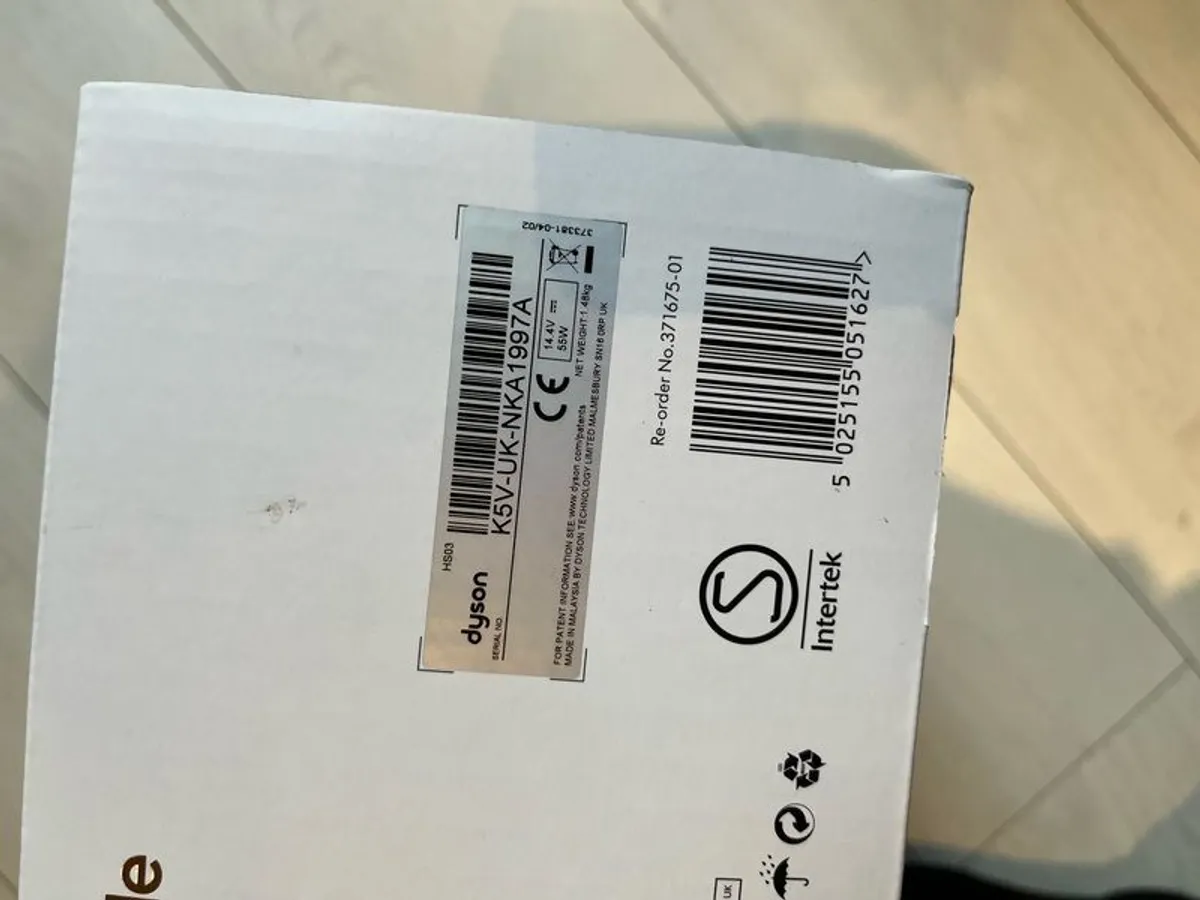 HS03
dyson
SERIAL NO.
K5V-UK-NKA1997A
CE
14.4V
55W
373381-04/02
NET WEIGHT:1.48kg
FOR PATENT INFORMATION SEE:www.dyson.com/patents
MADE IN MALAYSIA BY DYSON TECHNOLOGY LIMITED MALMESBURY SN16 0RP UK
Re-order No.371675-01
5 025155 051627 >
S
Intertek
UK
le